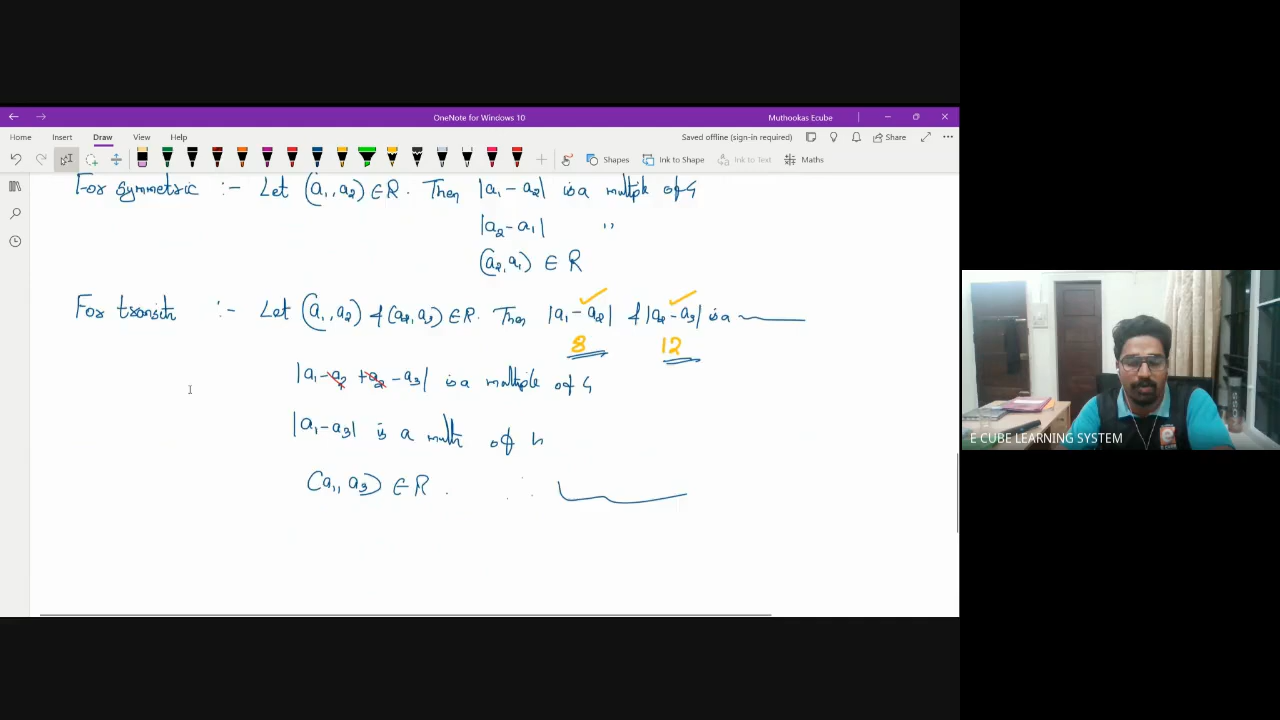 OneNote for Windows 10
Muthookas Ecube
Home Insert Draw View Help
Saved offline (sign-in required) Share
Shapes Ink to Shape Ink to Text Maths
For symmetric :- Let (a₁, a₂) ∈ R. Then |a₁ - a₂| is a multiple of 4
|a₂ - a₁| "
(a₂, a₁) ∈ R
For :- Let (a₁, a₂) & (a₂, a₃) ∈ R. Then |a₁ - a₂| & |a₂ - a₃| is a
8 12
|a₁ - a₂ + a₂ - a₃| is a multiple of 4
|a₁ - a₃| is a of
(a₁, a₃) ∈ R. ∴
E CUBE LEARNING SYSTEM